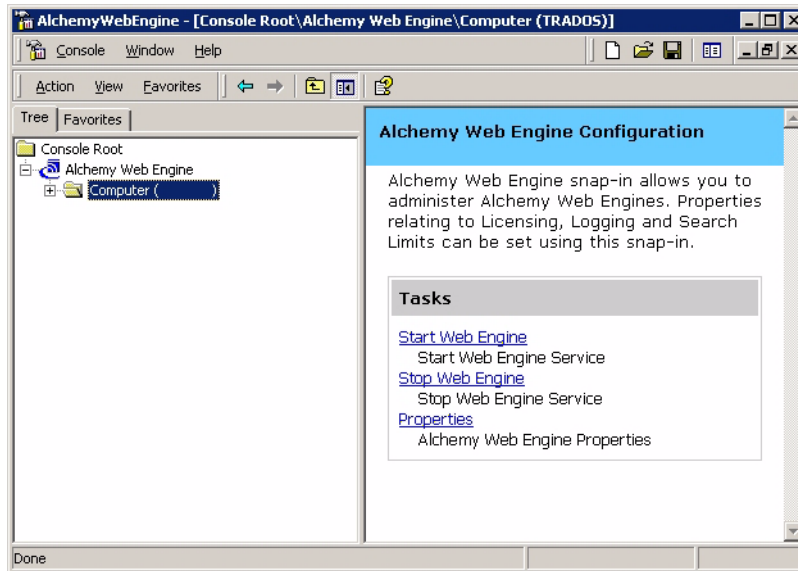 AlchemyWebEngine - [Console Root\Alchemy Web Engine\Computer (TRADOS)]
Console Window Help
Action View Favorites
Tree Favorites
Console Root
Alchemy Web Engine
Computer ( )
Alchemy Web Engine Configuration
Alchemy Web Engine snap-in allows you to
administer Alchemy Web Engines. Properties
relating to Licensing, Logging and Search
Limits can be set using this snap-in.
Tasks
Start Web Engine
Start Web Engine Service
Stop Web Engine
Stop Web Engine Service
Properties
Alchemy Web Engine Properties
Done